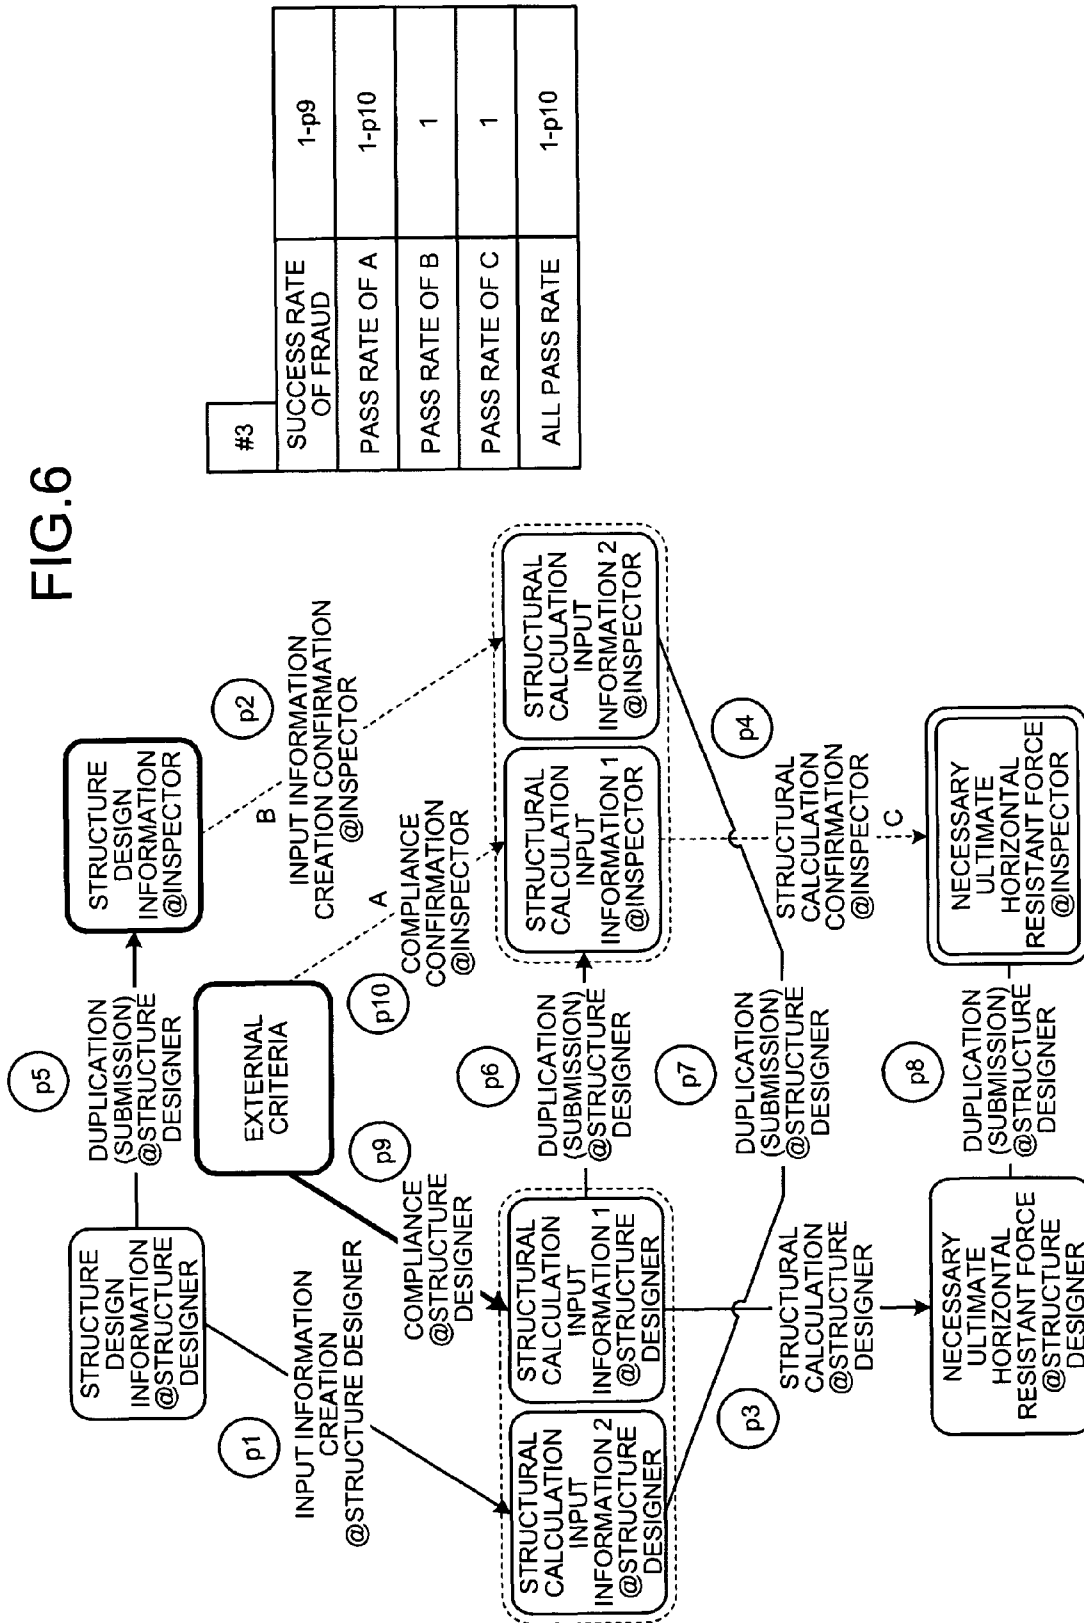 FIG.6
p5
STRUCTURE
DESIGN
INFORMATION
@STRUCTURE
DESIGNER
DUPLICATION
(SUBMISSION)
@STRUCTURE
DESIGNER
STRUCTURE
DESIGN
INFORMATION
@INSPECTOR
p1
INPUT INFORMATION
CREATION
@STRUCTURE DESIGNER
EXTERNAL
CRITERIA
p9
COMPLIANCE
@STRUCTURE
DESIGNER
p10
A
COMPLIANCE
CONFIRMATION
@INSPECTOR
B
p2
INPUT INFORMATION
CREATION CONFIRMATION
@INSPECTOR
STRUCTURAL
CALCULATION
INPUT
INFORMATION 2
@STRUCTURE
DESIGNER
STRUCTURAL
CALCULATION
INPUT
INFORMATION 1
@STRUCTURE
DESIGNER
p6
DUPLICATION
(SUBMISSION)
@STRUCTURE
DESIGNER
STRUCTURAL
CALCULATION
INPUT
INFORMATION 1
@INSPECTOR
STRUCTURAL
CALCULATION
INPUT
INFORMATION 2
@INSPECTOR
p3
STRUCTURAL
CALCULATION
@STRUCTURE
DESIGNER
p7
DUPLICATION
(SUBMISSION)
@STRUCTURE
DESIGNER
p4
STRUCTURAL
CALCULATION
CONFIRMATION
@INSPECTOR
C
NECESSARY
ULTIMATE
HORIZONTAL
RESISTANT FORCE
@STRUCTURE
DESIGNER
p8
DUPLICATION
(SUBMISSION)
@STRUCTURE
DESIGNER
NECESSARY
ULTIMATE
HORIZONTAL
RESISTANT FORCE
@INSPECTOR
#3
SUCCESS RATE
OF FRAUD
1-p9
PASS RATE OF A
1-p10
PASS RATE OF B
1
PASS RATE OF C
1
ALL PASS RATE
1-p10